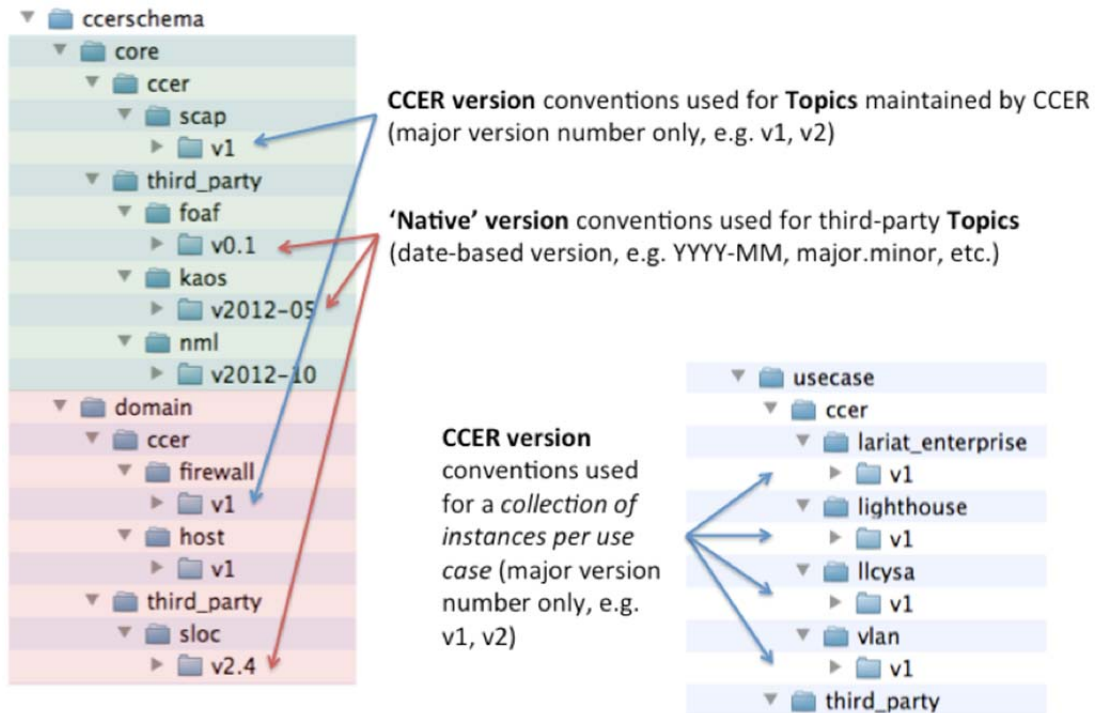 ccerschema
core
ccer
scap
v1
third_party
foaf
v0.1
kaos
v2012-05
nml
v2012-10
domain
ccer
firewall
v1
host
v1
third_party
sloc
v2.4
CCER version conventions used for Topics maintained by CCER
(major version number only, e.g. v1, v2)
‘Native’ version conventions used for third-party Topics
(date-based version, e.g. YYYY-MM, major.minor, etc.)
CCER version
conventions used
for a collection of
instances per use
case (major version
number only, e.g.
v1, v2)
usecase
ccer
lariat_enterprise
v1
lighthouse
v1
llcysa
v1
vlan
v1
third_party